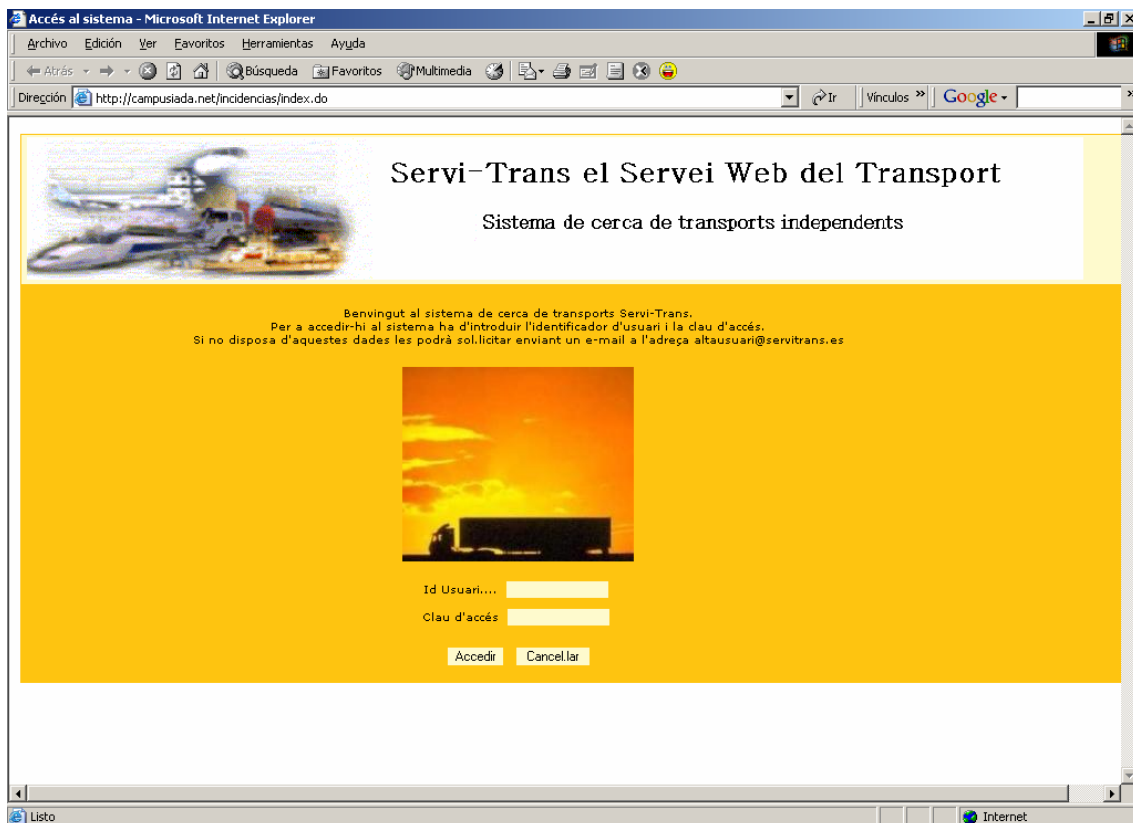 Accés al sistema - Microsoft Internet Explorer
Archivo Edición Ver Favoritos Herramientas Ayuda
Atrás Búsqueda Favoritos Multimedia
Dirección http://campusiada.net/incidencias/index.do Ir Vínculos » Google »
Servi-Trans el Servei Web del Transport
Sistema de cerca de transports independents
Benvingut al sistema de cerca de transports Servi-Trans.
Per a accedir-hi al sistema ha d'introduir l'identificador d'usuari i la clau d'accés.
Si no disposa d'aquestes dades les podrà sol.licitar enviant un e-mail a l'adreça altausuari@servitrans.es
Id Usuari....
Clau d'accés
Accedir Cancel.lar
Listo Internet